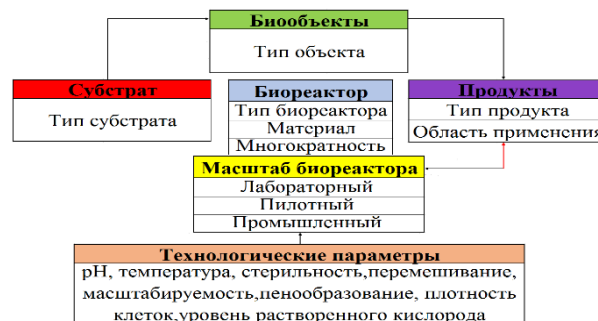 Биообъекты
Тип объекта
Субстрат
Тип субстрата
Биореактор
Тип биореактора
Материал
Многократность
Продукты
Тип продукта
Область применения
Масштаб биореактора
Лабораторный
Пилотный
Промышленный
Технологические параметры
pH, температура, стерильность,перемешивание,
масштабируемость,пенообразование, плотность
клеток,уровень растворенного кислорода